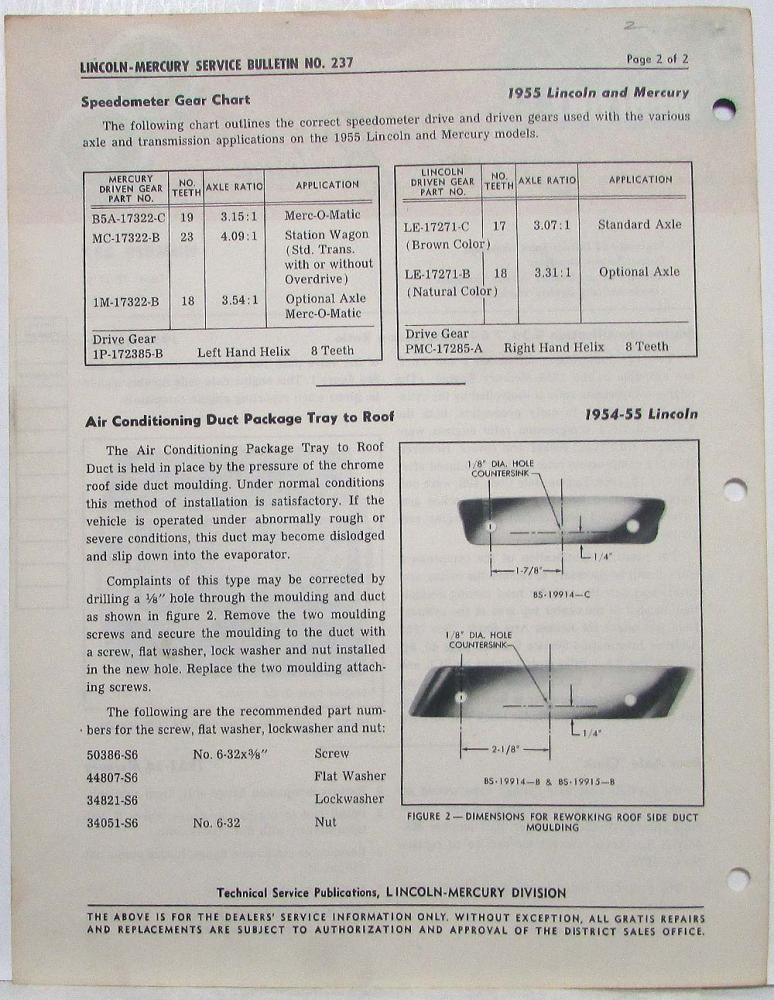 2
LINCOLN-MERCURY SERVICE BULLETIN NO. 237
Page 2 of 2
Speedometer Gear Chart
1955 Lincoln and Mercury
The following chart outlines the correct speedometer drive and driven gears used with the various
axle and transmission applications on the 1955 Lincoln and Mercury models.
MERCURY DRIVEN GEAR PART NO. NO. TEETH AXLE RATIO APPLICATION
B5A-17322-C 19 3.15:1 Merc-O-Matic
MC-17322-B 23 4.09:1 Station Wagon
(Std. Trans.
with or without
Overdrive)
1M-17322-B 18 3.54:1 Optional Axle
Merc-O-Matic
Drive Gear
1P-172385-B Left Hand Helix 8 Teeth
LINCOLN DRIVEN GEAR PART NO. NO. TEETH AXLE RATIO APPLICATION
LE-17271-C 17 3.07:1 Standard Axle
(Brown Color)
LE-17271-B 18 3.31:1 Optional Axle
(Natural Color)
Drive Gear
PMC-17285-A Right Hand Helix 8 Teeth
Air Conditioning Duct Package Tray to Roof
1954-55 Lincoln
The Air Conditioning Package Tray to Roof
Duct is held in place by the pressure of the chrome
roof side duct moulding. Under normal conditions
this method of installation is satisfactory. If the
vehicle is operated under abnormally rough or
severe conditions, this duct may become dislodged
and slip down into the evaporator.
Complaints of this type may be corrected by
drilling a ⅛" hole through the moulding and duct
as shown in figure 2. Remove the two moulding
screws and secure the moulding to the duct with
a screw, flat washer, lock washer and nut installed
in the new hole. Replace the two moulding attach-
ing screws.
The following are the recommended part num-
bers for the screw, flat washer, lockwasher and nut:
50386-S6 No. 6-32x⅜" Screw
44807-S6 Flat Washer
34821-S6 Lockwasher
34051-S6 No. 6-32 Nut
1/8" DIA. HOLE
COUNTERSINK
1/4"
1-7/8"
BS-19914-C
1/8" DIA. HOLE
COUNTERSINK
1/4"
2-1/8"
BS-19914-B & BS-19915-B
FIGURE 2—DIMENSIONS FOR REWORKING ROOF SIDE DUCT
MOULDING
Technical Service Publications, LINCOLN-MERCURY DIVISION
THE ABOVE IS FOR THE DEALERS' SERVICE INFORMATION ONLY. WITHOUT EXCEPTION, ALL GRATIS REPAIRS
AND REPLACEMENTS ARE SUBJECT TO AUTHORIZATION AND APPROVAL OF THE DISTRICT SALES OFFICE.